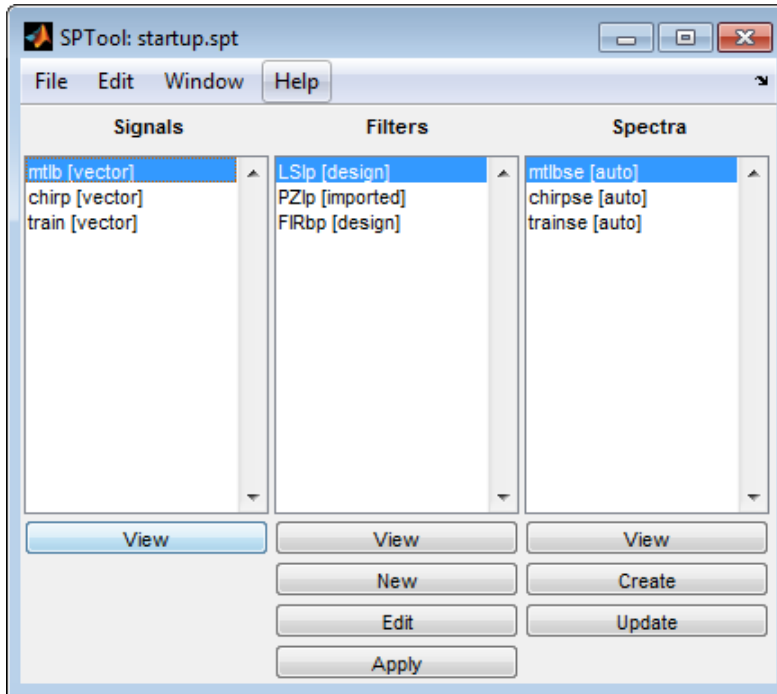 SPTool: startup.spt
File Edit Window Help
Signals Filters Spectra
mtlb [vector] LSlp [design] mtlbse [auto]
chirp [vector] PZlp [imported] chirpse [auto]
train [vector] FIRbp [design] trainse [auto]
View View View
New Create
Edit Update
Apply